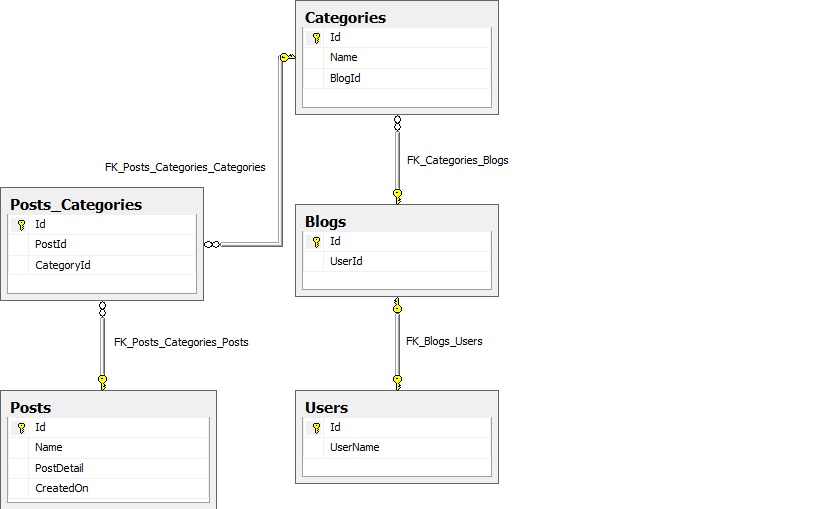 Categories
Id
Name
BlogId
FK_Posts_Categories_Categories
FK_Categories_Blogs
Posts_Categories
Id
PostId
CategoryId
Blogs
Id
UserId
FK_Posts_Categories_Posts
FK_Blogs_Users
Posts
Id
Name
PostDetail
CreatedOn
Users
Id
UserName